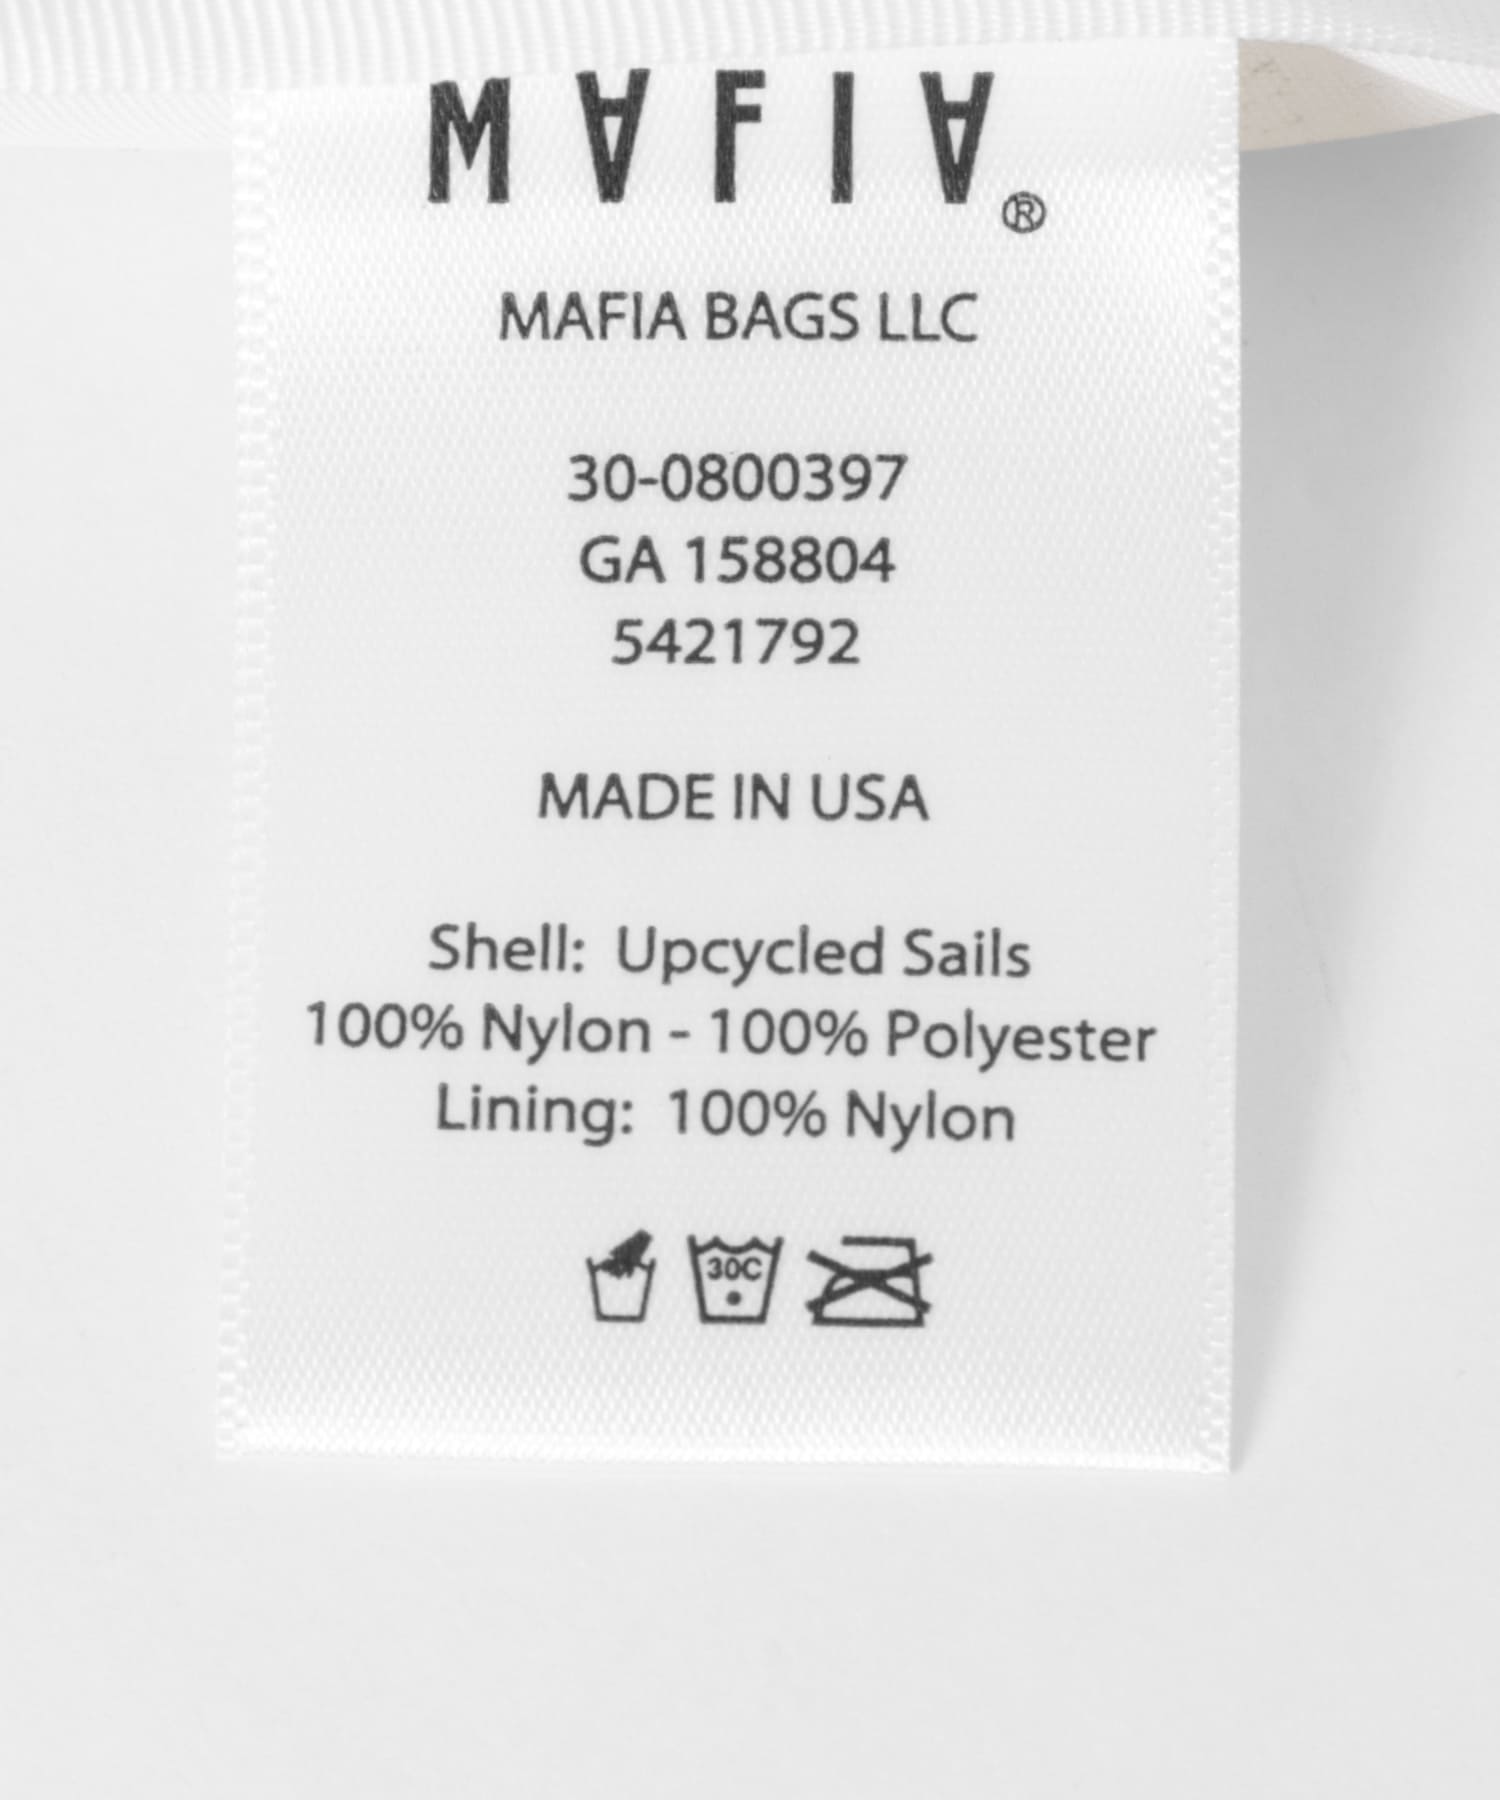 MAFIA®
MAFIA BAGS LLC
30-0800397
GA 158804
5421792
MADE IN USA
Shell: Upcycled Sails
100% Nylon - 100% Polyester
Lining: 100% Nylon
30C